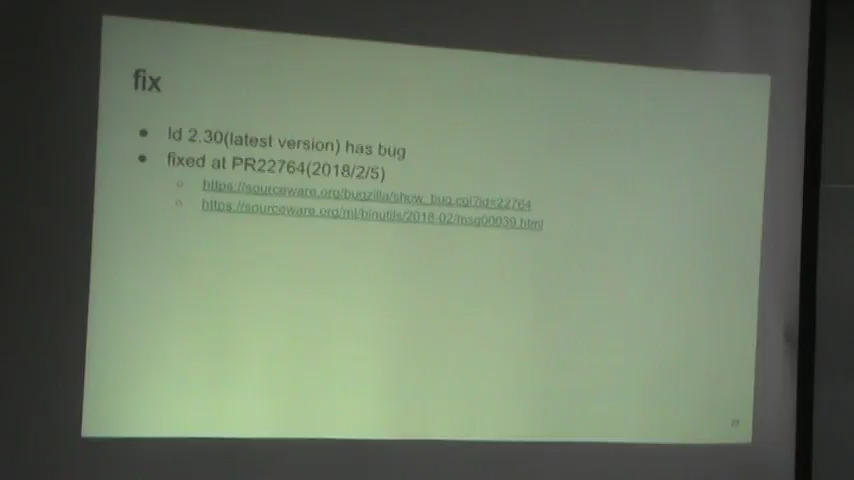 fix
● ld 2.30(latest version) has bug
● fixed at PR22764(2018/2/5)
○ https://sourceware.org/bugzilla/show_bug.cgi?id=22764
○ https://sourceware.org/ml/binutils/2018-02/msg00039.html